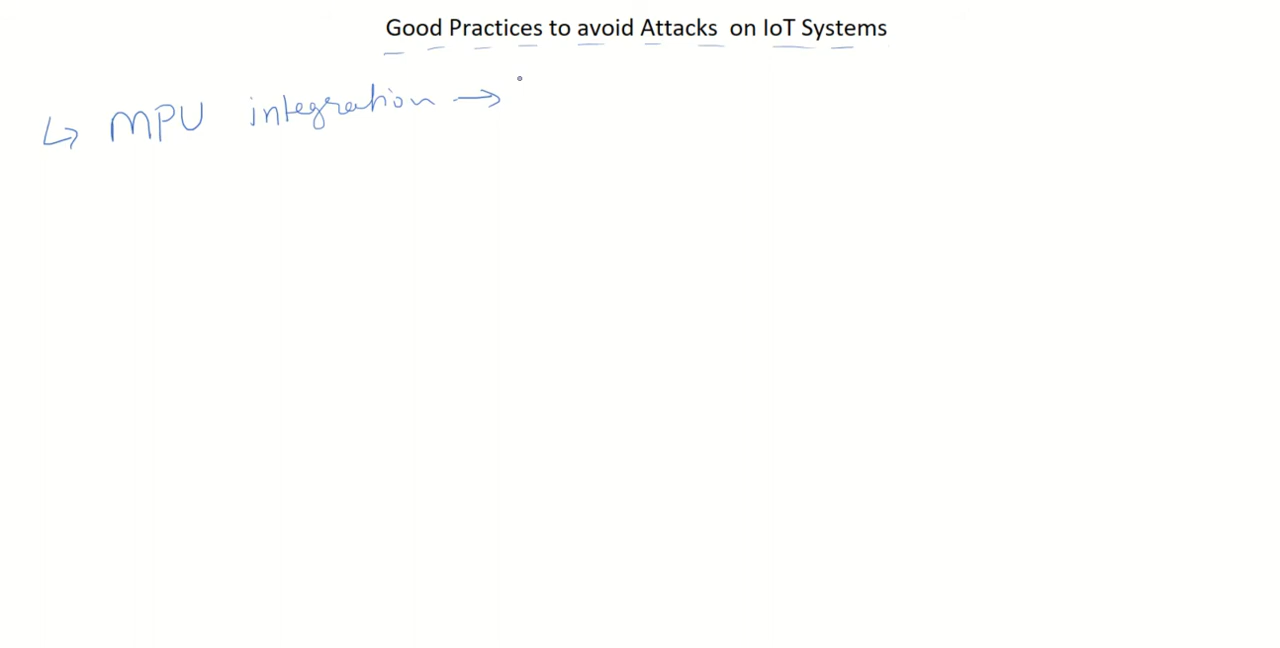 Good Practices to avoid Attacks on IoT Systems
↳ MPU integration →